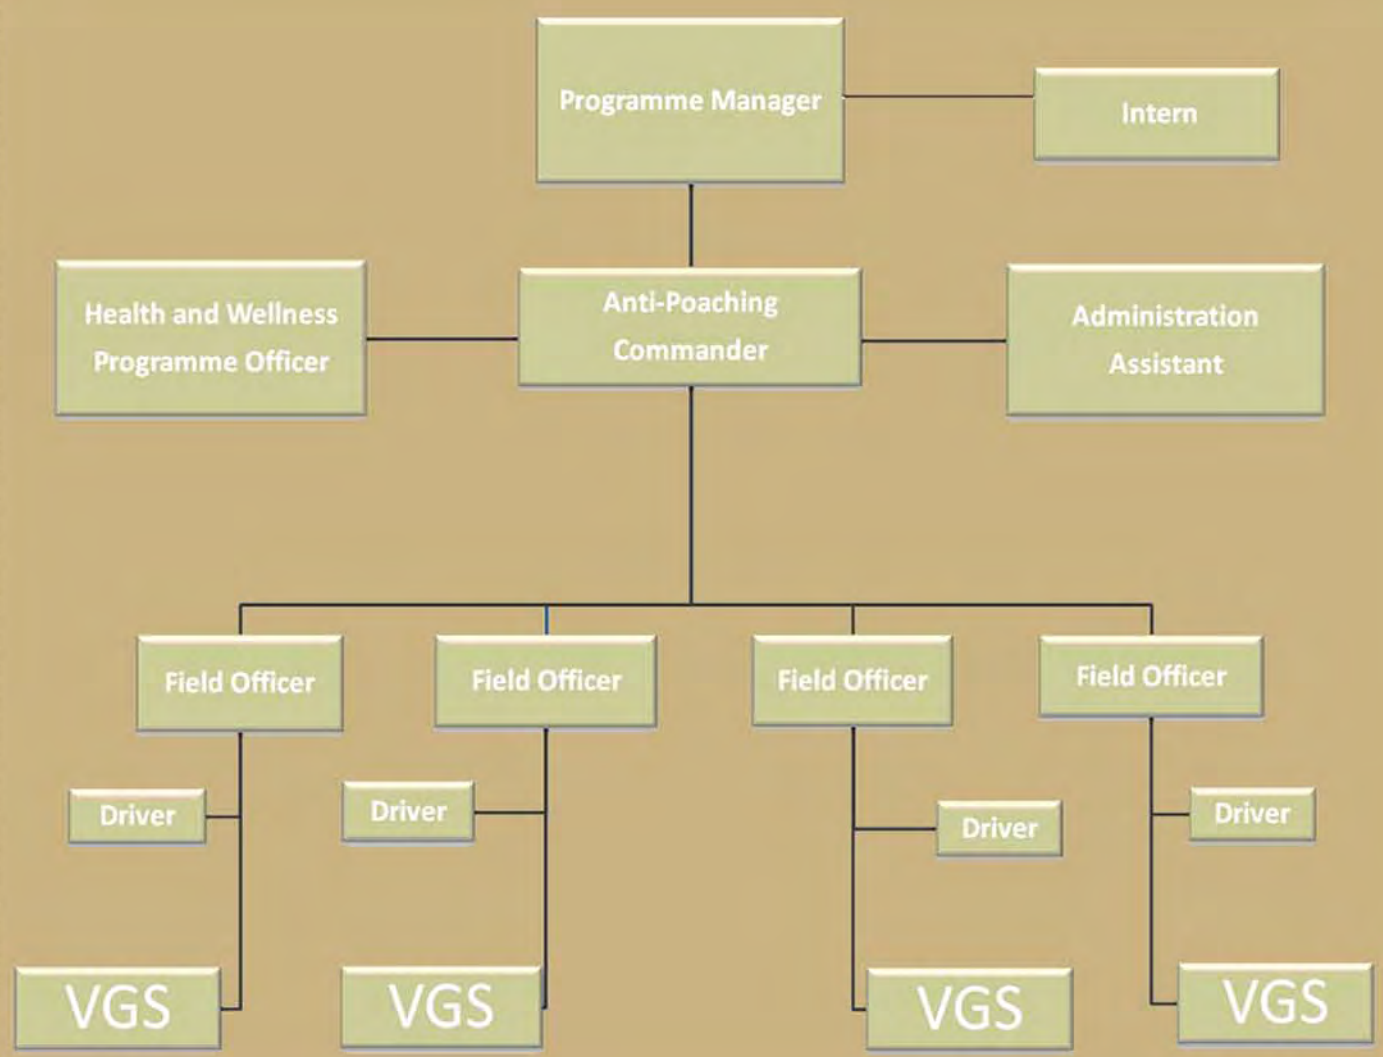 Programme Manager
Intern
Health and Wellness
Programme Officer
Anti-Poaching
Commander
Administration
Assistant
Field Officer
Field Officer
Field Officer
Field Officer
Driver
Driver
Driver
Driver
VGS
VGS
VGS
VGS